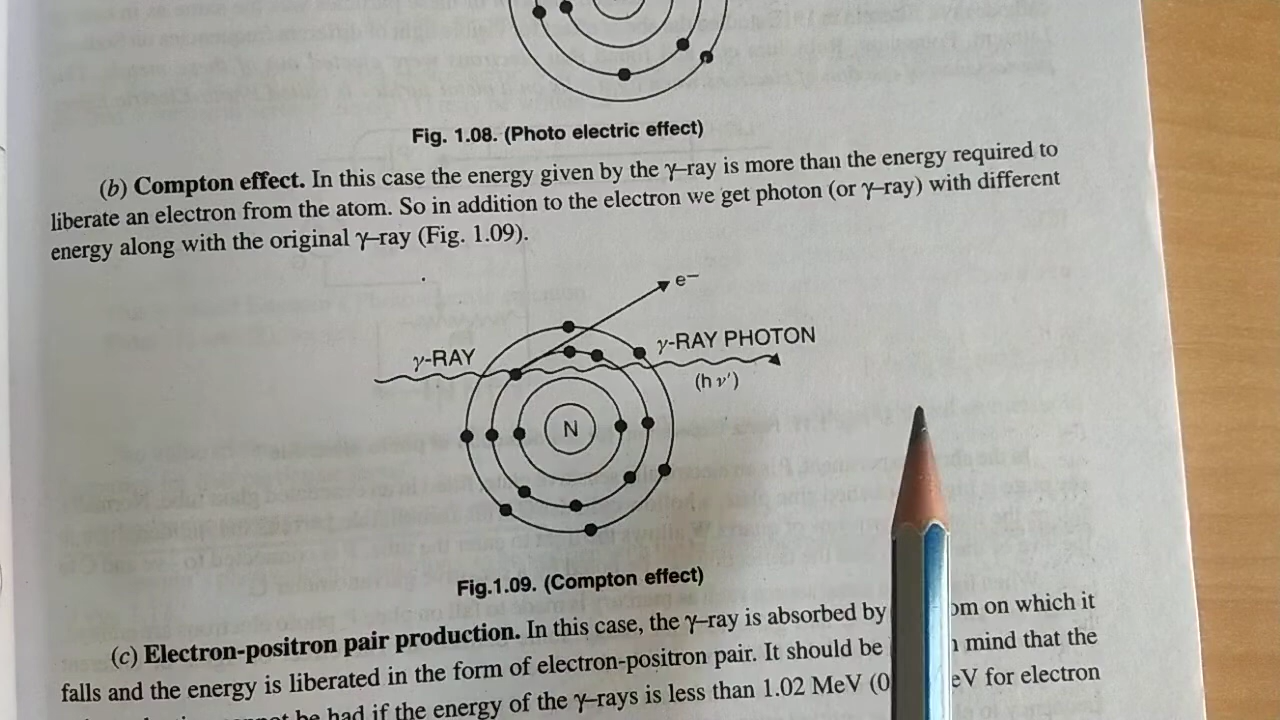 Fig. 1.08. (Photo electric effect)
(b) Compton effect. In this case the energy given by the γ–ray is more than the energy required to
liberate an electron from the atom. So in addition to the electron we get photon (or γ–ray) with different
energy along with the original γ–ray (Fig. 1.09).
e–
γ-RAY
γ-RAY PHOTON
(h ν′)
N
Fig.1.09. (Compton effect)
(c) Electron-positron pair production. In this case, the γ–ray is absorbed by om on which it
falls and the energy is liberated in the form of electron-positron pair. It should be mind that the
be had if the energy of the γ–rays is less than 1.02 MeV (0 eV for electron